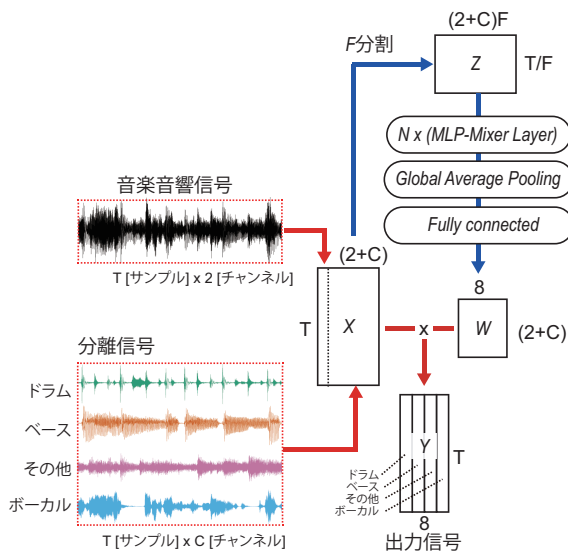 (2+C)F
F分割
Z
T/F
N x (MLP-Mixer Layer)
Global Average Pooling
Fully connected
音楽音響信号
T [サンプル] x 2 [チャンネル]
(2+C)
T
X
x
8
W
(2+C)
分離信号
ドラム
ベース
その他
ボーカル
T [サンプル] x C [チャンネル]
Y
T
ドラム
ベース
その他
ボーカル
8
出力信号